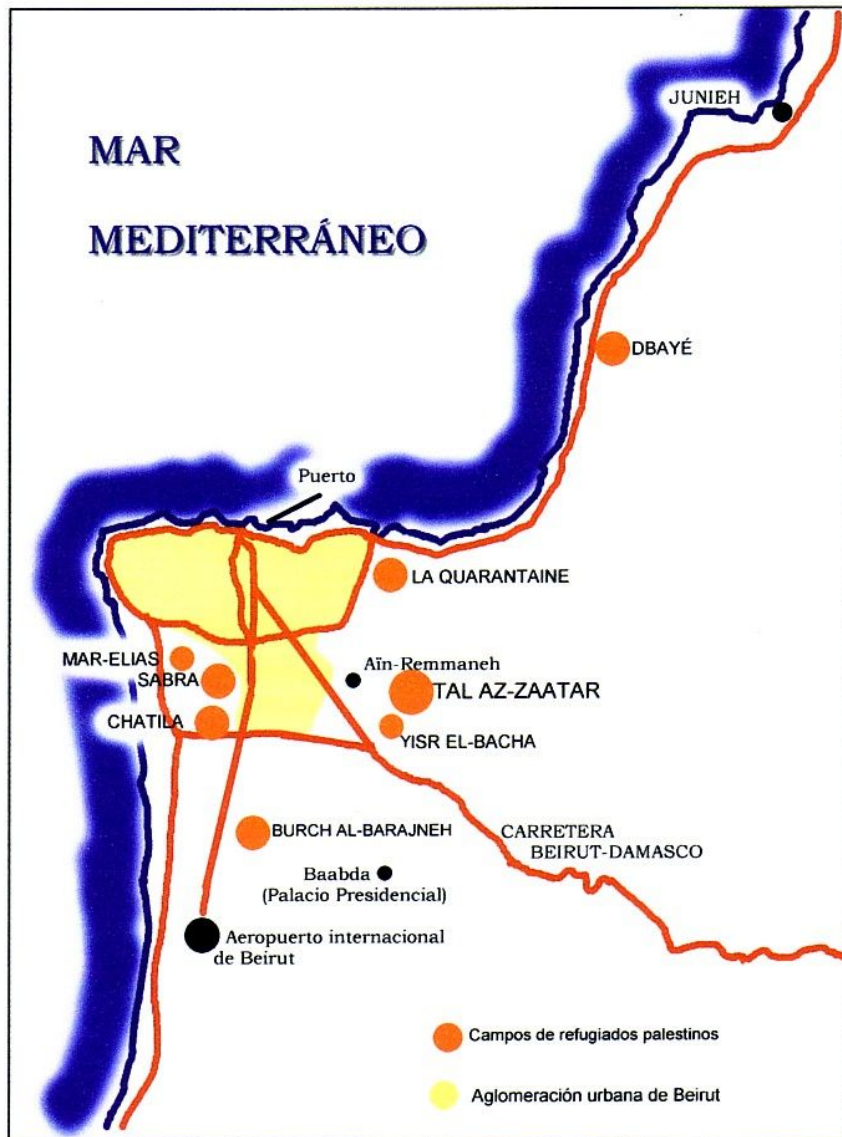 JUNIEH
MAR
MEDITERRÁNEO
DBAYÉ
Puerto
LA QUARANTAINE
MAR-ELIAS
Aïn-Remmaneh
SABRA
TAL AZ-ZAATAR
CHATILA
YISR EL-BACHA
BURCH AL-BARAJNEH
CARRETERA
BEIRUT-DAMASCO
Baabda
(Palacio Presidencial)
Aeropuerto internacional
de Beirut
Campos de refugiados palestinos
Aglomeración urbana de Beirut